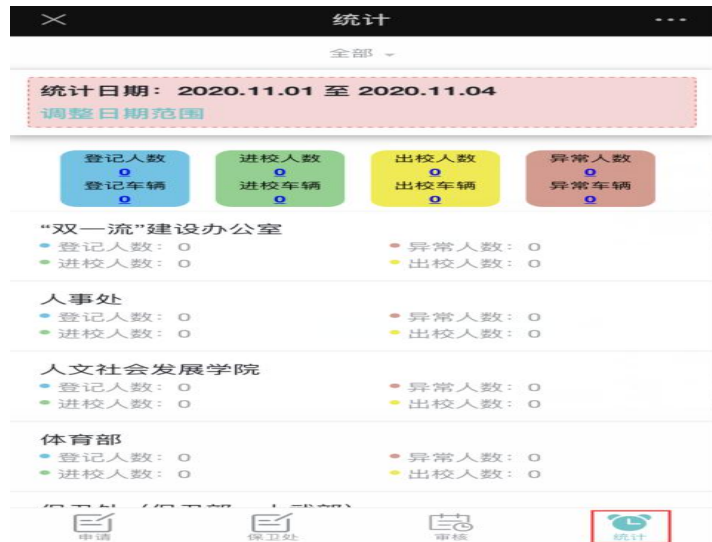 统计
全部
统计日期: 2020.11.01 至 2020.11.04
调整日期范围
登记人数 进校人数 出校人数 异常人数
0 0 0 0
登记车辆 进校车辆 出校车辆 异常车辆
0 0 0 0
“双一流”建设办公室
登记人数: 0 异常人数: 0
进校人数: 0 出校人数: 0
人事处
登记人数: 0 异常人数: 0
进校人数: 0 出校人数: 0
人文社会发展学院
登记人数: 0 异常人数: 0
进校人数: 0 出校人数: 0
体育部
登记人数: 0 异常人数: 0
进校人数: 0 出校人数: 0
申请 保卫处 审核 统计